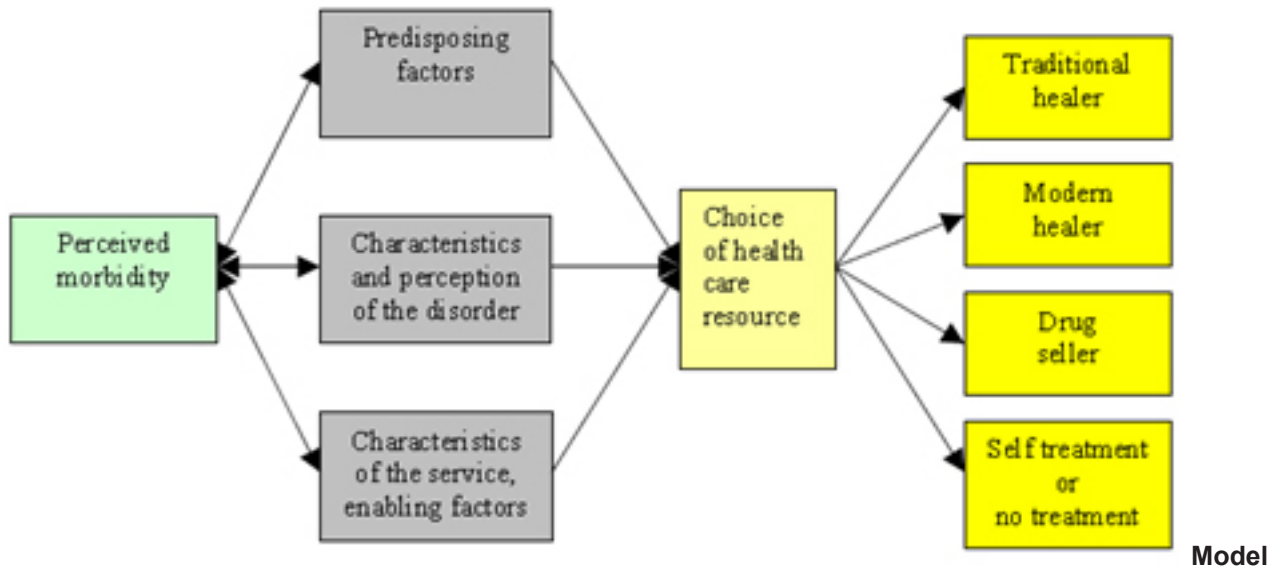 Perceived
morbidity
Predisposing
factors
Characteristics
and perception
of the disorder
Characteristics
of the service,
enabling factors
Choice
of health
care
resource
Traditional
healer
Modern
healer
Drug
seller
Self treatment
or
no treatment
Model